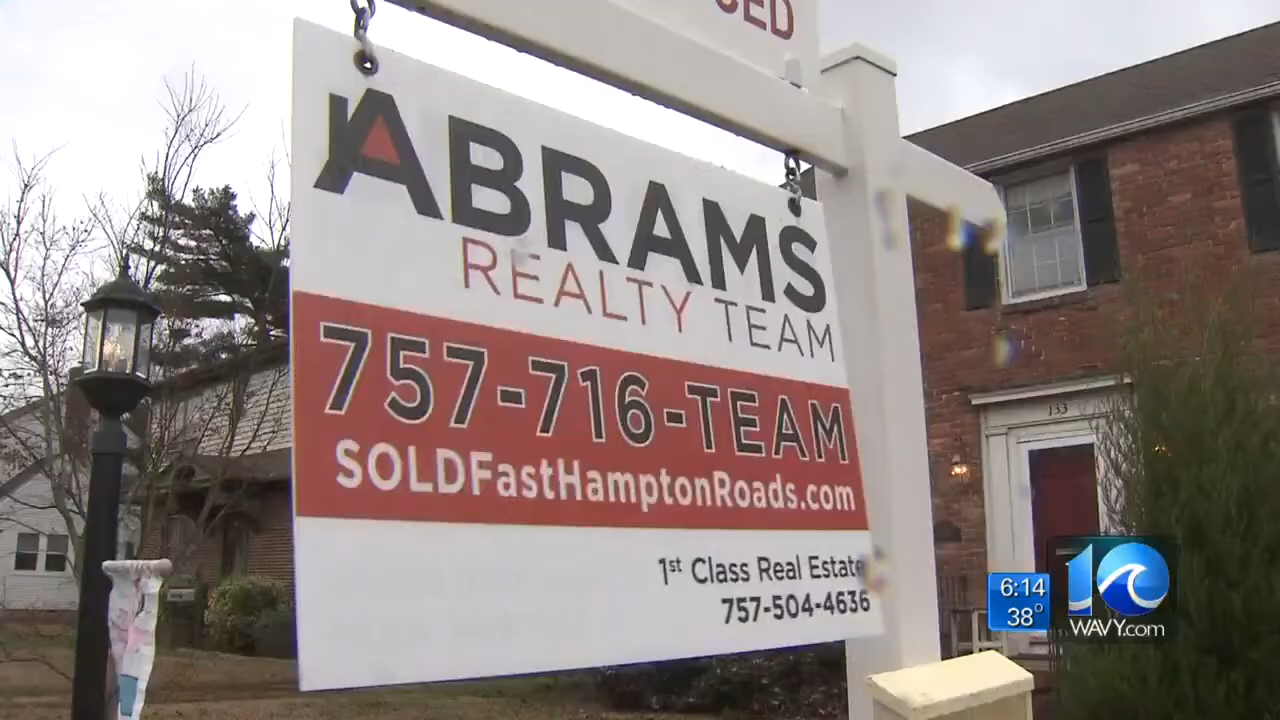 ABRAMS
REALTY TEAM
757-716-TEAM
SOLDFastHamptonRoads.com
1st Class Real Estate
757-504-4636
133
6:14
38°
10
WAVY.com